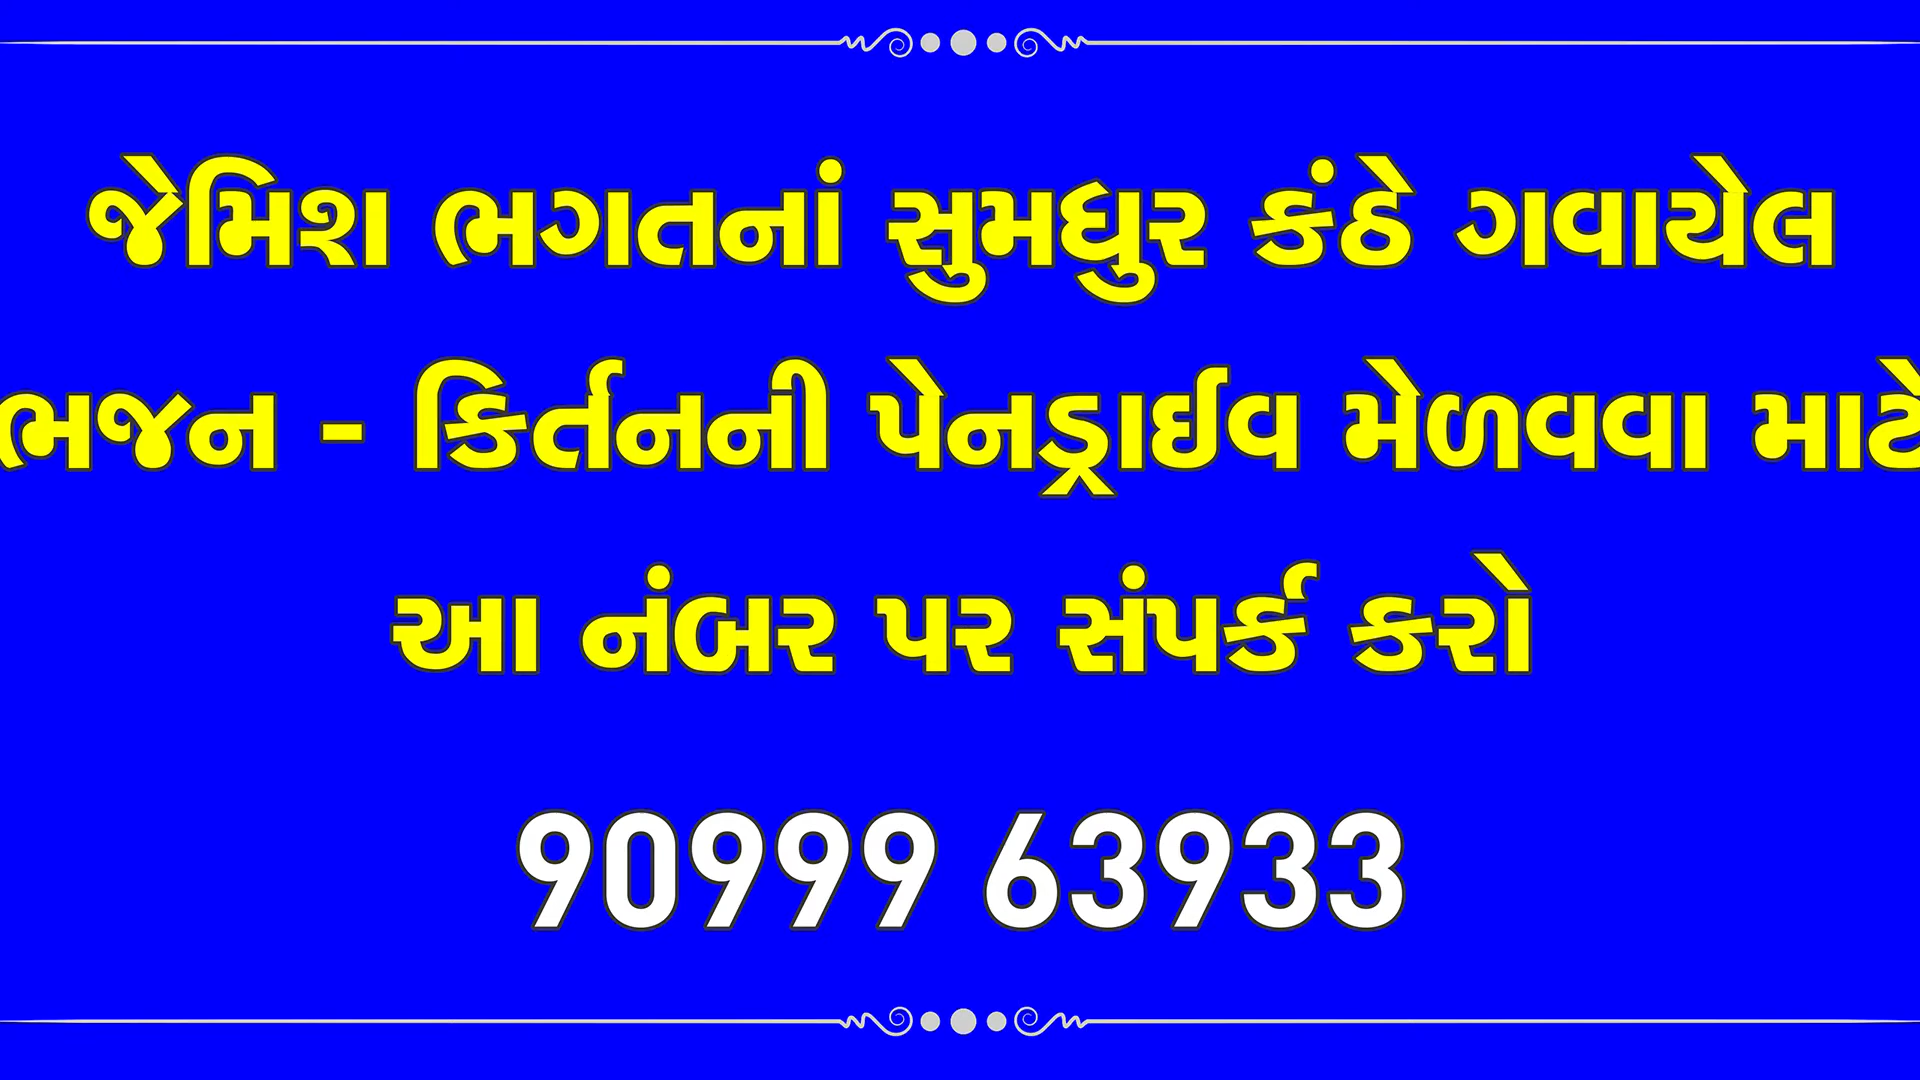 જેમિશ ભગતનાં સુમધુર કંઠે ગવાયેલ
ભજન - કિર્તનની પેનડ્રાઈવ મેળવવા માટે
આ નંબર પર સંપર્ક કરો
90999 63933